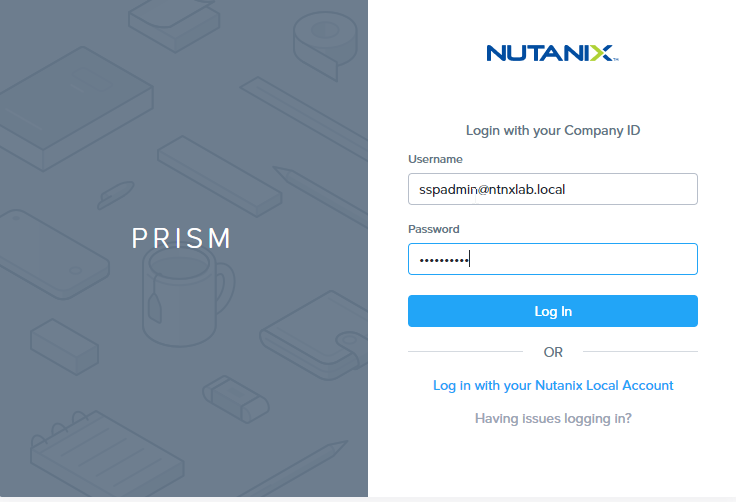 PRISM
NUTANIX™
Login with your Company ID
Username
sspadmin@ntnxlab.local
Password
••••••••••
Log In
OR
Log in with your Nutanix Local Account
Having issues logging in?